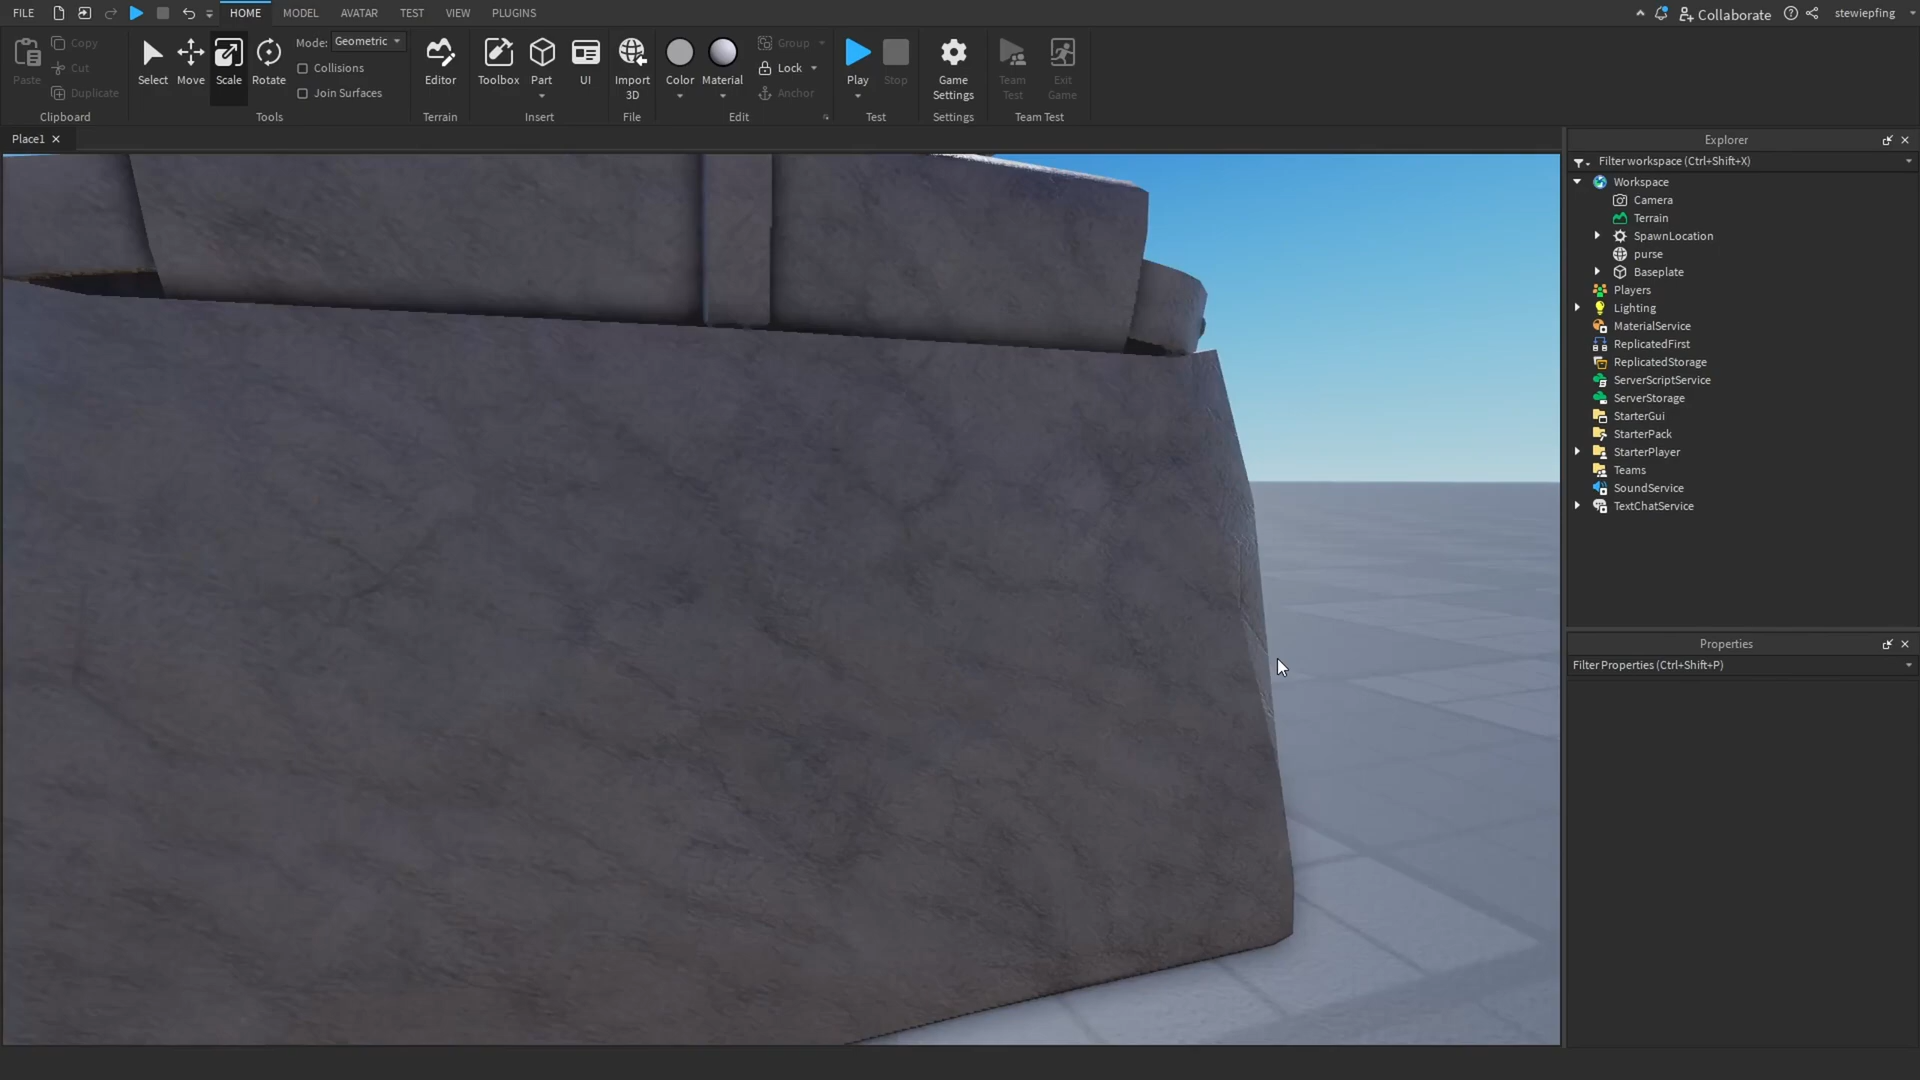 FILE HOME MODEL AVATAR TEST VIEW PLUGINS Collaborate stewiepfing
Paste Copy Cut Duplicate
Clipboard
Select Move Scale Rotate
Mode: Geometric
Collisions
Join Surfaces
Tools
Editor
Terrain
Toolbox Part UI
Insert
Import 3D
File
Color Material
Group
Lock
Anchor
Edit
Play Stop
Test
Game Settings
Settings
Team Test
Exit Game
Team Test
Place1
Explorer
Filter workspace (Ctrl+Shift+X)
Workspace
Camera
Terrain
SpawnLocation
purse
Baseplate
Players
Lighting
MaterialService
ReplicatedFirst
ReplicatedStorage
ServerScriptService
ServerStorage
StarterGui
StarterPack
StarterPlayer
Teams
SoundService
TextChatService
Properties
Filter Properties (Ctrl+Shift+P)